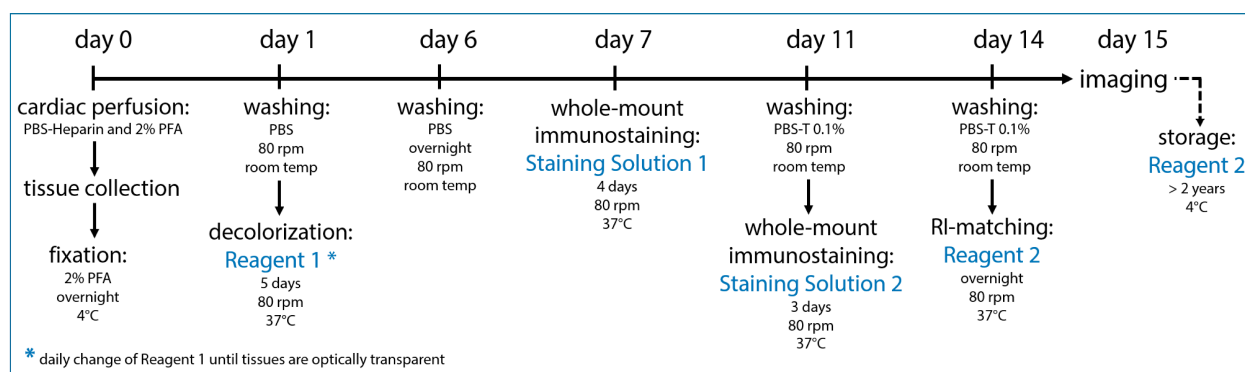 day 0
day 1
day 6
day 7
day 11
day 14
day 15
cardiac perfusion:
PBS-Heparin and 2% PFA
tissue collection
fixation:
2% PFA
overnight
4°C
washing:
PBS
80 rpm
room temp
decolorization:
Reagent 1 *
5 days
80 rpm
37°C
washing:
PBS
overnight
80 rpm
room temp
whole-mount
immunostaining:
Staining Solution 1
4 days
80 rpm
37°C
washing:
PBS-T 0.1%
80 rpm
room temp
whole-mount
immunostaining:
Staining Solution 2
3 days
80 rpm
37°C
washing:
PBS-T 0.1%
80 rpm
room temp
RI-matching:
Reagent 2
overnight
80 rpm
37°C
imaging
storage:
Reagent 2
> 2 years
4°C
* daily change of Reagent 1 until tissues are optically transparent